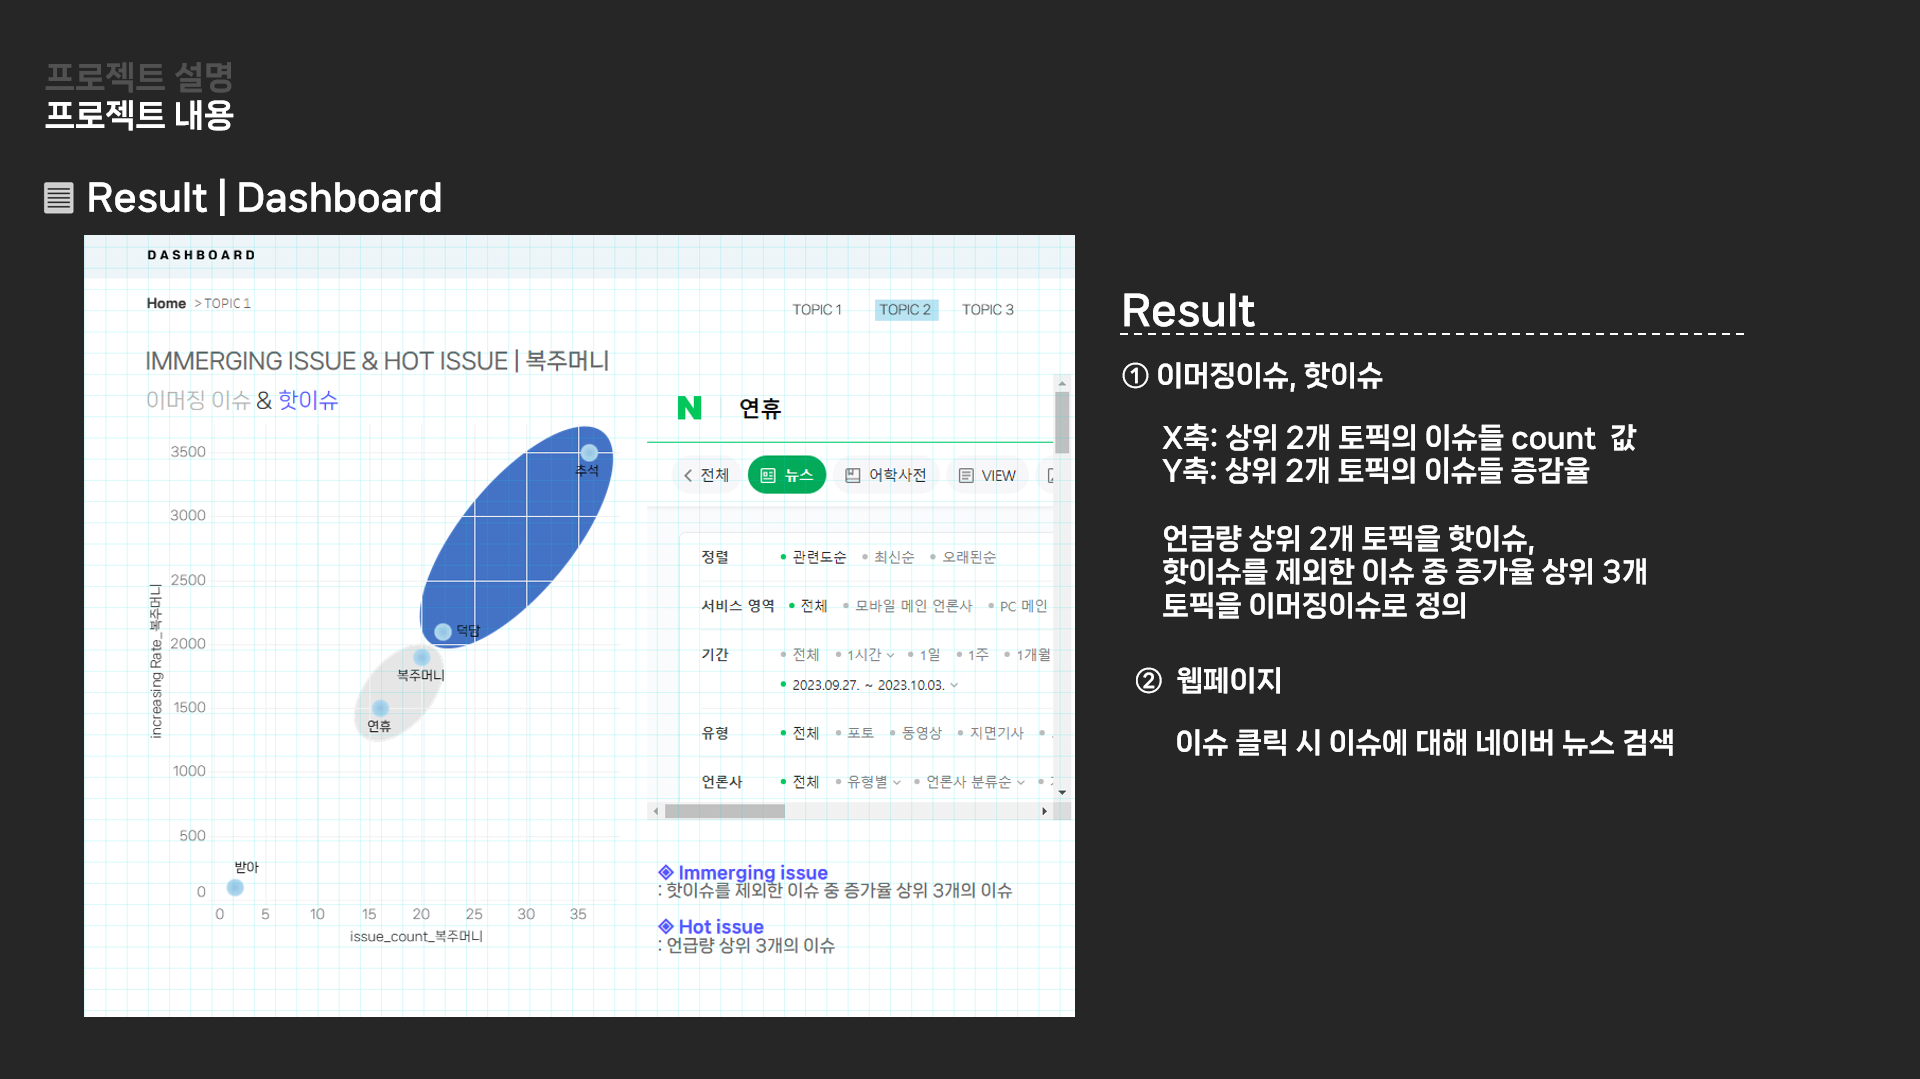 프로젝트 설명
프로젝트 내용
Result | Dashboard
DASHBOARD
Home > TOPIC 1
TOPIC 1
TOPIC 2
TOPIC 3
IMMERGING ISSUE & HOT ISSUE | 복주머니
이머징 이슈 & 핫이슈
3500
3000
2500
2000
1500
1000
500
0
increasing Rate_복주머니
추석
덕담
복주머니
연휴
받아
0 5 10 15 20 25 30 35
issue_count_복주머니
N 연휴
전체 뉴스 어학사전 VIEW
정렬 관련도순 최신순 오래된순
서비스 영역 전체 모바일 메인 언론사 PC 메인
기간 전체 1시간 1일 1주 1개월
2023.09.27. ~ 2023.10.03.
유형 전체 포토 동영상 지면기사
언론사 전체 유형별 언론사 분류순
◈ Immerging issue
: 핫이슈를 제외한 이슈 중 증가율 상위 3개의 이슈
◈ Hot issue
: 언급량 상위 3개의 이슈
Result
① 이머징이슈, 핫이슈
X축: 상위 2개 토픽의 이슈들 count 값
Y축: 상위 2개 토픽의 이슈들 증감율
언급량 상위 2개 토픽을 핫이슈,
핫이슈를 제외한 이슈 중 증가율 상위 3개
토픽을 이머징이슈로 정의
② 웹페이지
이슈 클릭 시 이슈에 대해 네이버 뉴스 검색